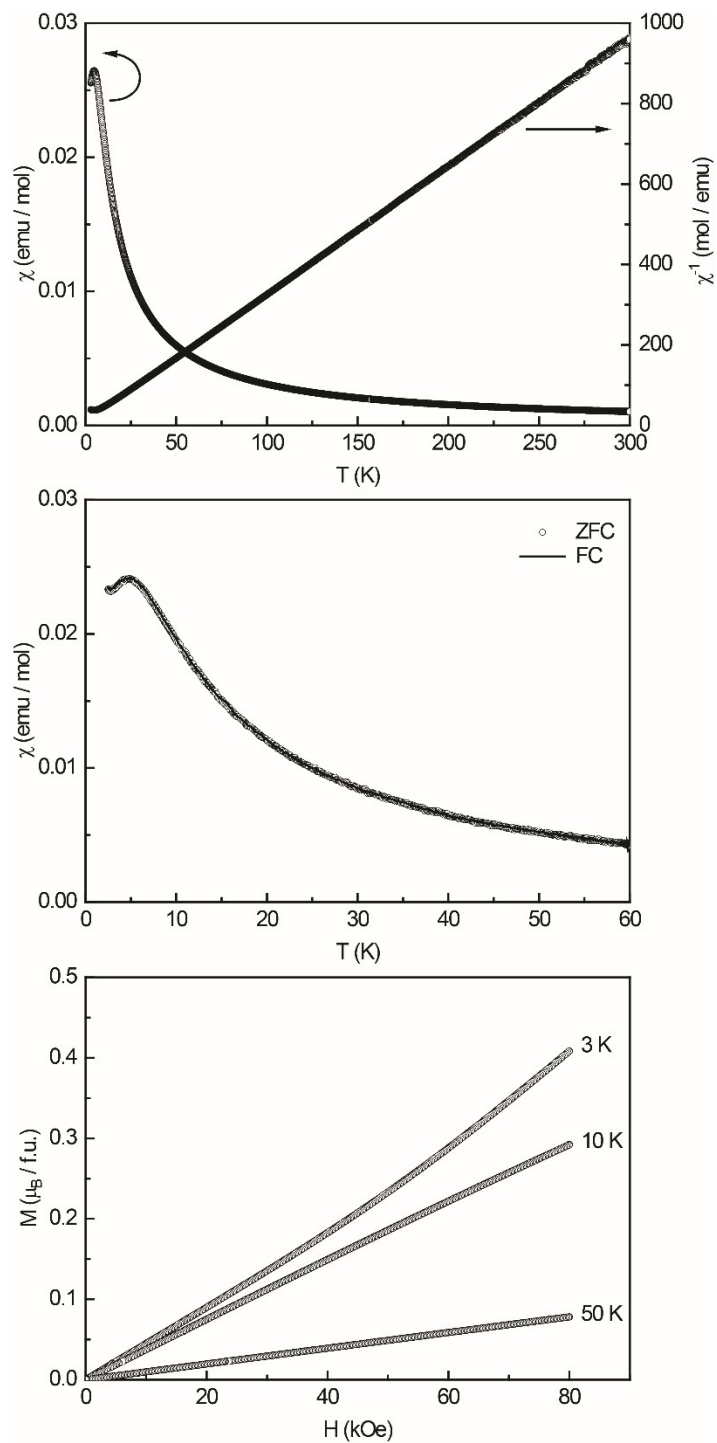 0.03
0.02
0.01
0.00
χ (emu / mol)
1000
800
600
400
200
0
χ⁻¹ (mol / emu)
0 50 100 150 200 250 300
T (K)
0.03
0.02
0.01
0.00
χ (emu / mol)
ZFC
FC
0 10 20 30 40 50 60
T (K)
0.5
0.4
0.3
0.2
0.1
0.0
M (μB / f.u.)
3 K
10 K
50 K
0 20 40 60 80
H (kOe)